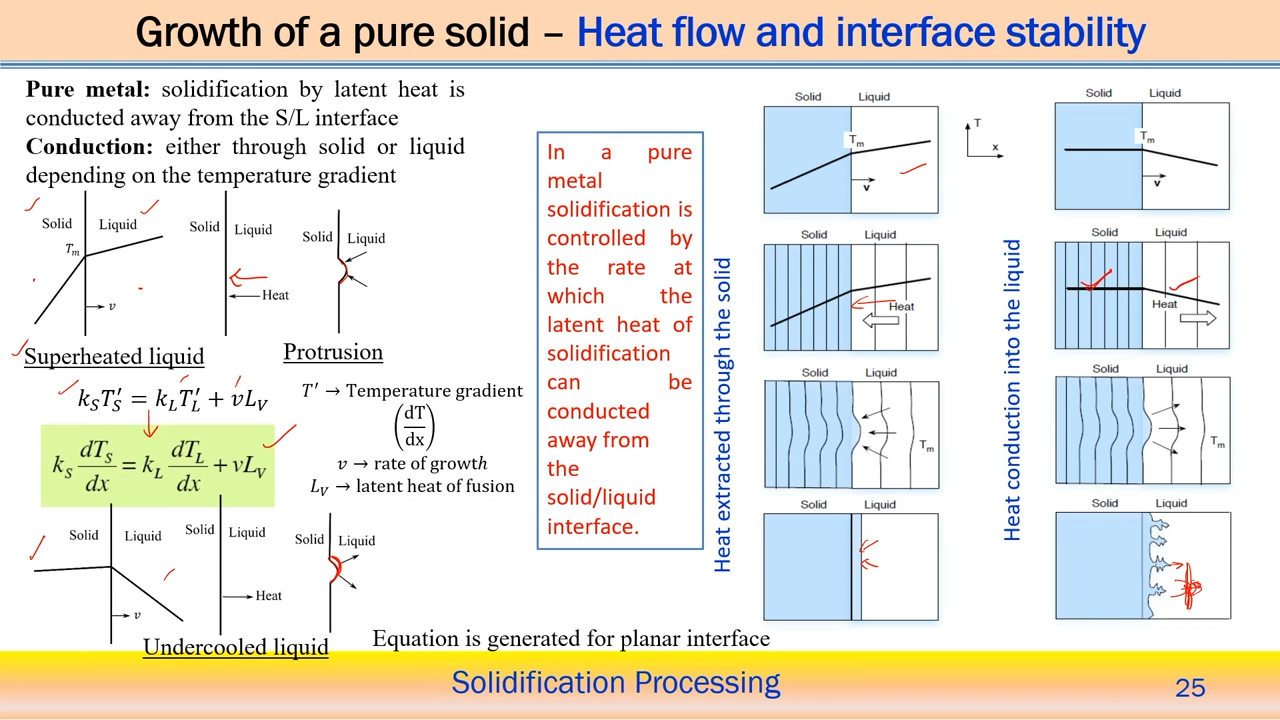 Growth of a pure solid – Heat flow and interface stability
Pure metal: solidification by latent heat is
conducted away from the S/L interface
Conduction: either through solid or liquid
depending on the temperature gradient
Solid Liquid
Tm
v
Solid Liquid
Heat
Solid Liquid
Superheated liquid
Protrusion
kST′S = kLT′L + vLV
T′ → Temperature gradient
(dT/dx)
v → rate of growth
LV → latent heat of fusion
kS dTS/dx = kL dTL/dx + vLV
Solid Liquid
v
Solid Liquid
Heat
Solid Liquid
Undercooled liquid
Equation is generated for planar interface
In a pure
metal
solidification is
controlled by
the rate at
which the
latent heat of
solidification
can be
conducted
away from
the
solid/liquid
interface.
Heat extracted through the solid
Solid Liquid
Tm
v
T
x
Solid Liquid
Heat
Solid Liquid
Tm
Solid Liquid
Heat conduction into the liquid
Solid Liquid
Tm
v
Solid Liquid
Heat
Solid Liquid
Tm
Solid Liquid
Solidification Processing
25